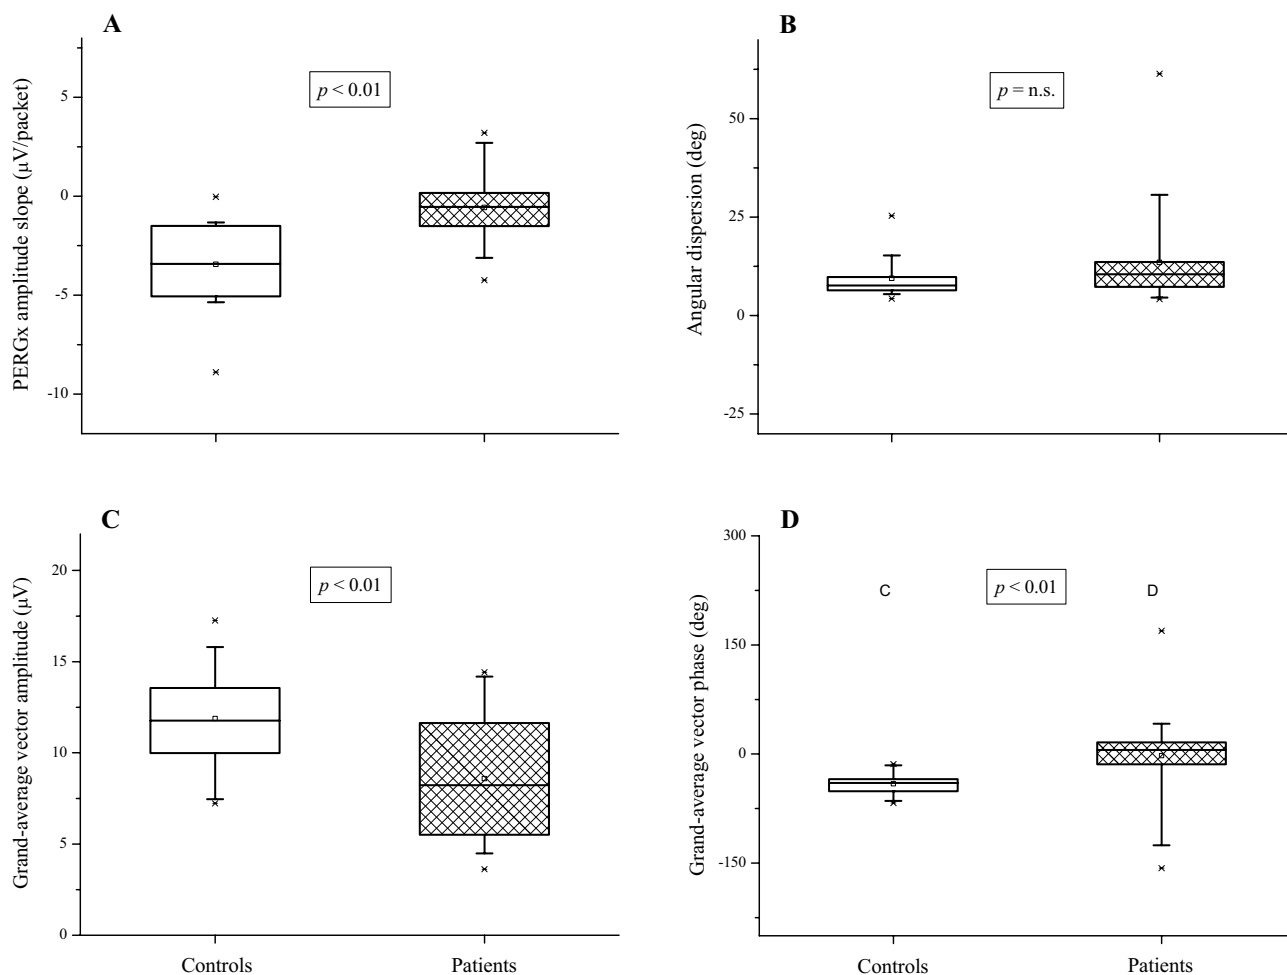 A
PERGx amplitude slope (µV/packet)
5
0
-5
-10
p < 0.01
B
Angular dispersion (deg)
50
25
0
-25
p = n.s.
C
Grand-average vector amplitude (µV)
20
15
10
5
0
p < 0.01
Controls
Patients
D
Grand-average vector phase (deg)
300
150
0
-150
C
p < 0.01
D
Controls
Patients